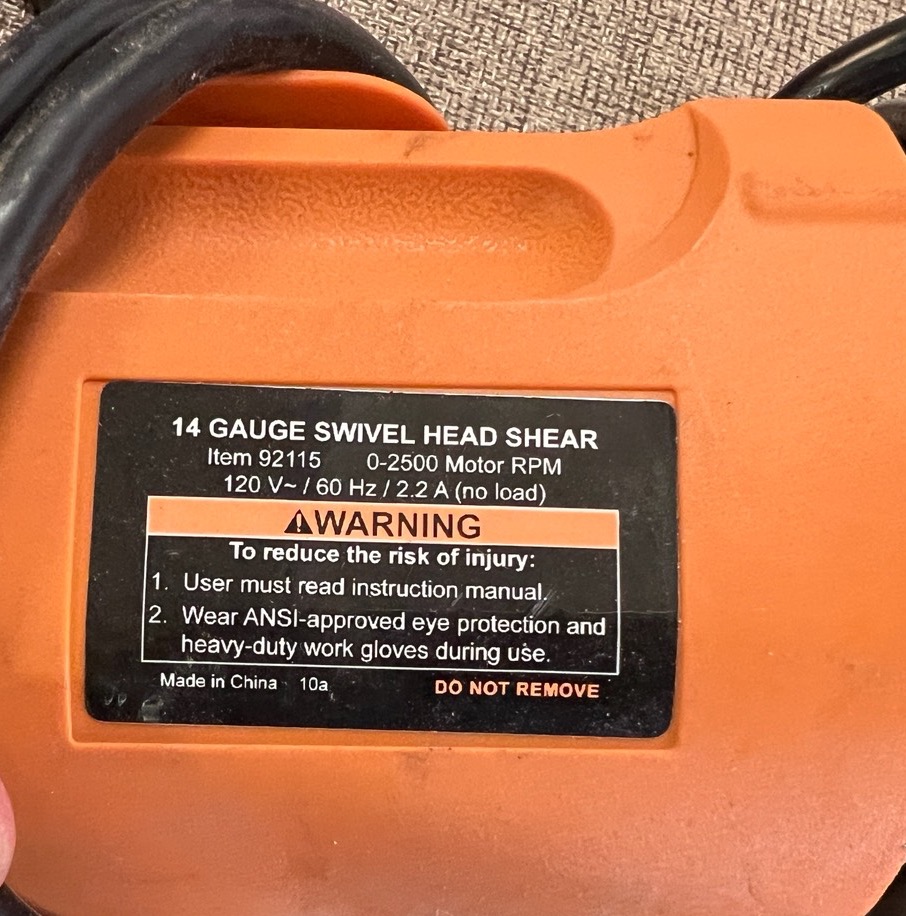 14 GAUGE SWIVEL HEAD SHEAR
Item 92115 0-2500 Motor RPM
120 V~ / 60 Hz / 2.2 A (no load)
⚠WARNING
To reduce the risk of injury:
1. User must read instruction manual.
2. Wear ANSI-approved eye protection and
heavy-duty work gloves during use.
Made in China 10a
DO NOT REMOVE